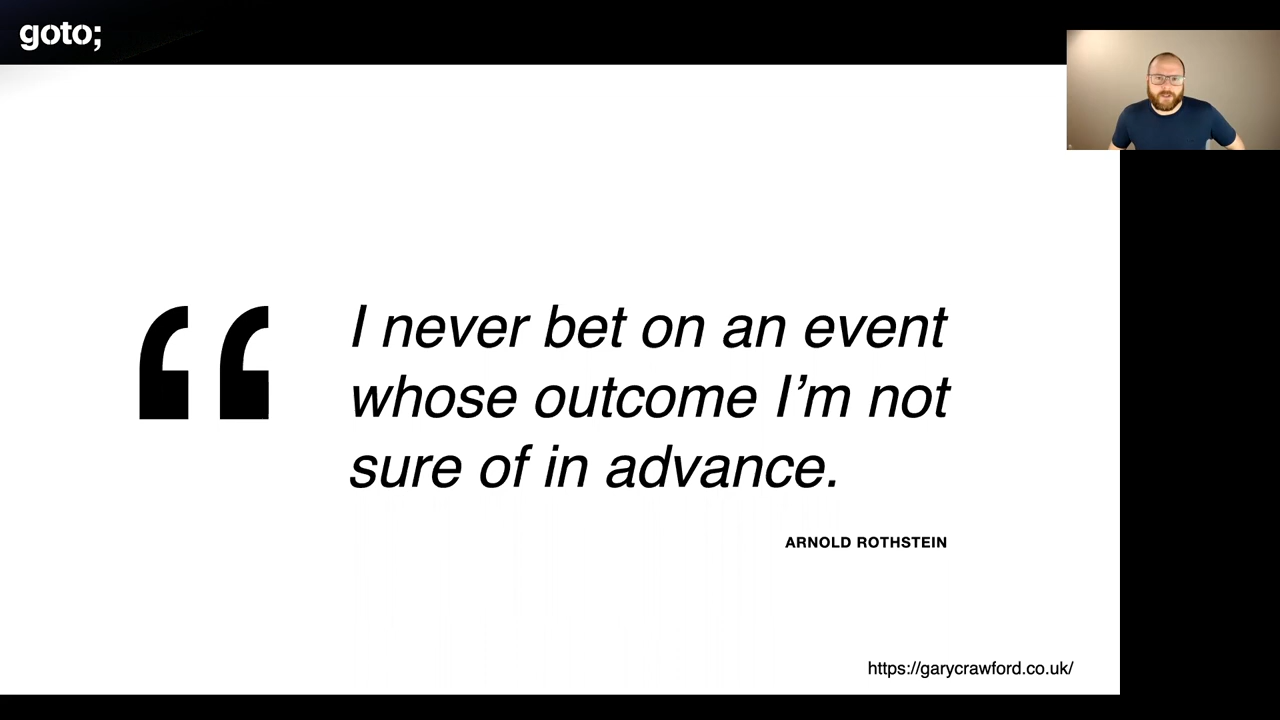 goto;
“
I never bet on an event
whose outcome I’m not
sure of in advance.
ARNOLD ROTHSTEIN
https://garycrawford.co.uk/